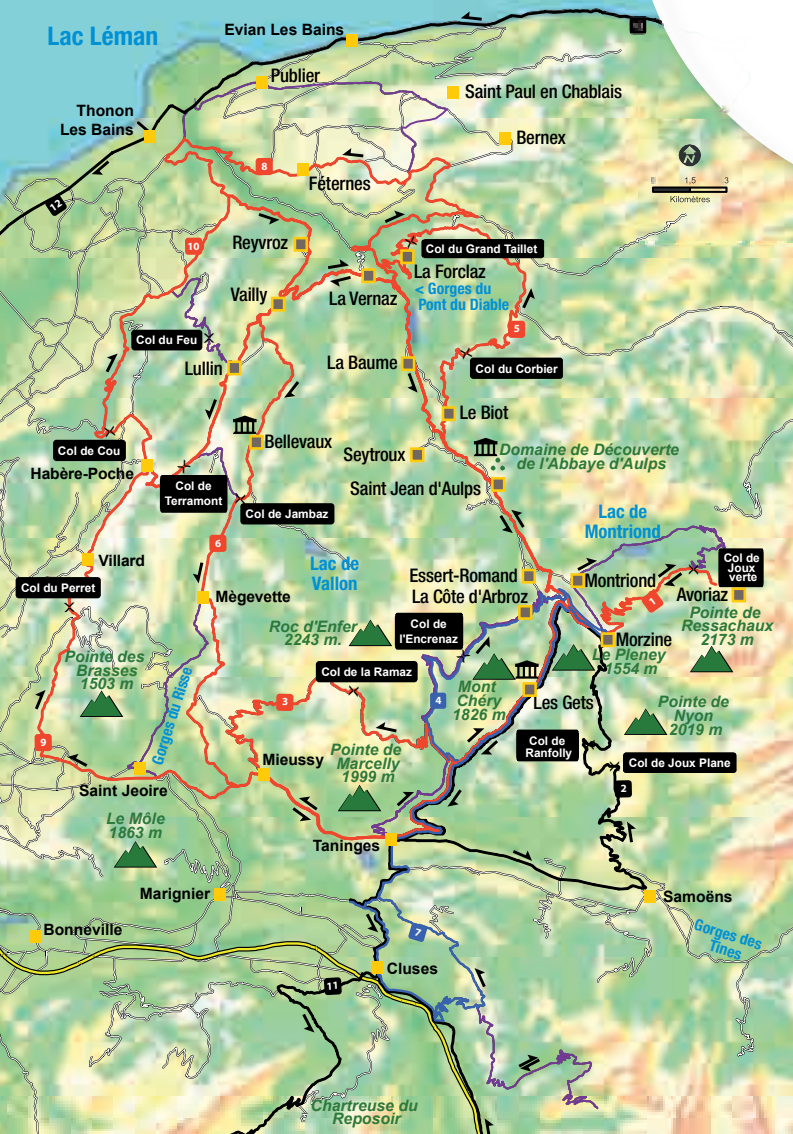 Lac Léman
Evian Les Bains
Publier
Saint Paul en Chablais
Thonon
Les Bains
Bernex
N
0 1,5 3
Kilomètres
8
Féternes
12
10
Reyvroz
Col du Grand Taillet
La Forclaz
< Gorges du
Pont du Diable
Vailly
La Vernaz
5
Col du Feu
Lullin
La Baume
Col du Corbier
Le Biot
Col de Cou
Bellevaux
Habère-Poche
Seytroux
Domaine de Découverte
de l'Abbaye d'Aulps
Col de
Terramont
Saint Jean d'Aulps
Col de Jambaz
Lac de
Montriond
6
Villard
Lac de
Vallon
Col de
Joux
verte
Essert-Romand
Montriond
Col du Perret
Mègevette
La Côte d'Arbroz
1
Avoriaz
Pointe de
Ressachaux
2173 m
Roc d'Enfer
2243 m.
Col de
l'Encrenaz
Morzine
Le Pleney
1554 m
Pointe des
Brasses
1503 m
Col de la Ramaz
Mont
Chéry
1826 m
Les Gets
3
4
Gorges du Risse
Pointe de
Nyon
2019 m
9
Col de
Ranfolly
Pointe de
Marcelly
1999 m
Mieussy
Col de Joux Plane
Saint Jeoire
2
Le Môle
1863 m
Taninges
Marignier
Samoëns
Bonneville
7
Gorges des
Tines
Cluses
11
Chartreuse du
Reposoir